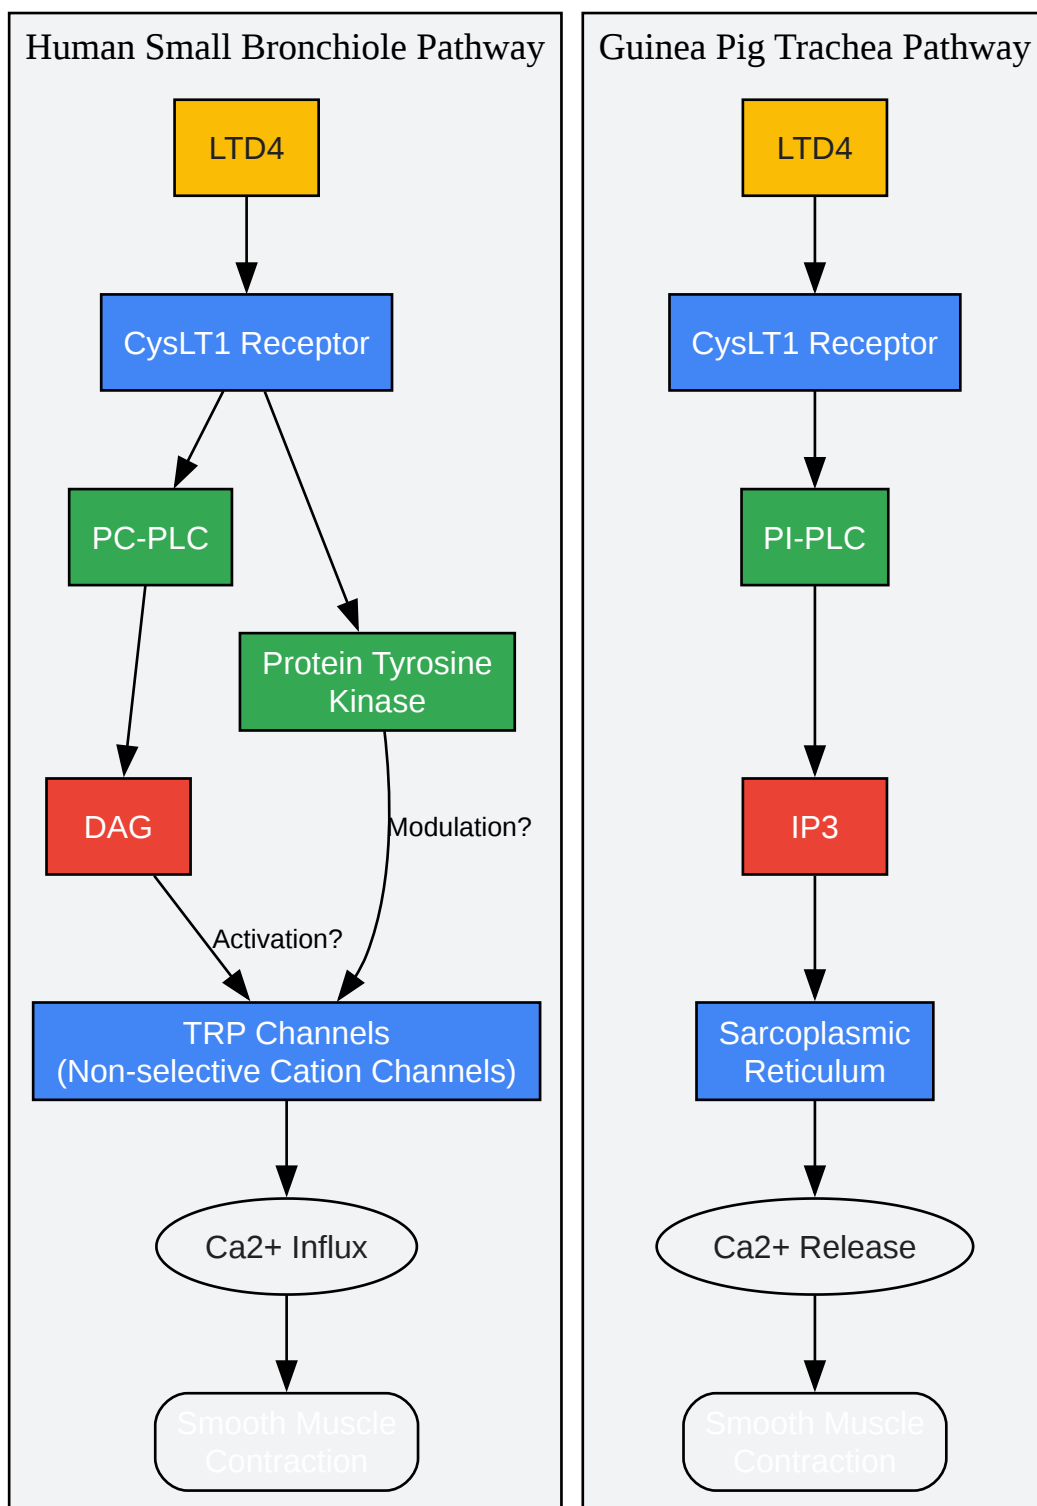 Human Small Bronchiole Pathway
LTD4
CysLT1 Receptor
PC-PLC
Protein Tyrosine
Kinase
DAG
Modulation?
Activation?
TRP Channels
(Non-selective Cation Channels)
Ca2+ Influx
Smooth Muscle
Contraction
Guinea Pig Trachea Pathway
LTD4
CysLT1 Receptor
PI-PLC
IP3
Sarcoplasmic
Reticulum
Ca2+ Release
Smooth Muscle
Contraction